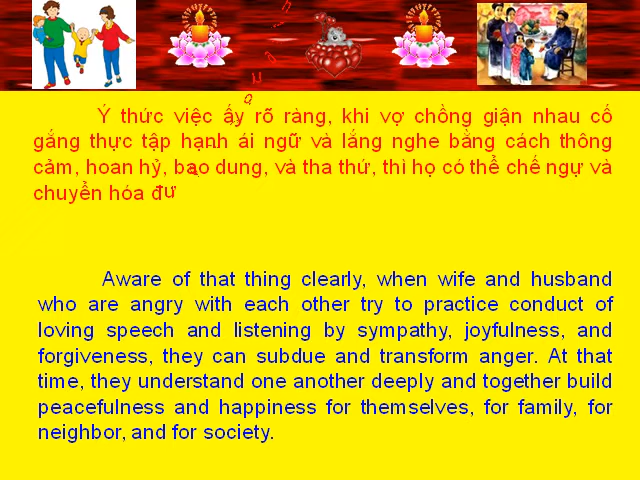 Ý thức việc ấy rõ ràng, khi vợ chồng giận nhau cố
gắng thực tập hạnh ái ngữ và lắng nghe bằng cách thông
cảm, hoan hỷ, bao dung, và tha thứ, thì họ có thể chế ngự và
chuyển hóa đư
Aware of that thing clearly, when wife and husband
who are angry with each other try to practice conduct of
loving speech and listening by sympathy, joyfulness, and
forgiveness, they can subdue and transform anger. At that
time, they understand one another deeply and together build
peacefulness and happiness for themselves, for family, for
neighbor, and for society.